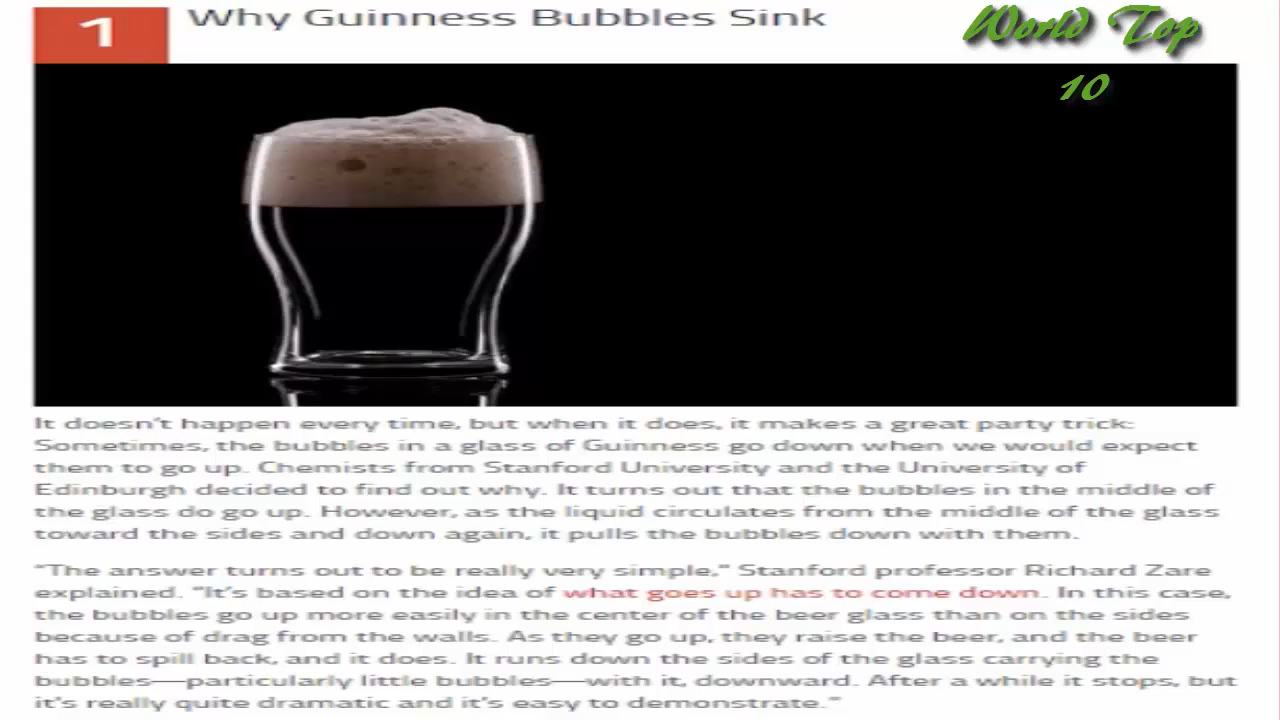 1
Why Guinness Bubbles Sink
World Top
10
It doesn't happen every time, but when it does, it makes a great party trick:
Sometimes, the bubbles in a glass of Guinness go down when we would expect
them to go up. Chemists from Stanford University and the University of
Edinburgh decided to find out why. It turns out that the bubbles in the middle of
the glass do go up. However, as the liquid circulates from the middle of the glass
toward the sides and down again, it pulls the bubbles down with them.
"The answer turns out to be really very simple," Stanford professor Richard Zare
explained. "It's based on the idea of what goes up has to come down. In this case,
the bubbles go up more easily in the center of the beer glass than on the sides
because of drag from the walls. As they go up, they raise the beer, and the beer
has to spill back, and it does. It runs down the sides of the glass carrying the
bubbles—particularly little bubbles—with it, downward. After a while it stops, but
it's really quite dramatic and it's easy to demonstrate."